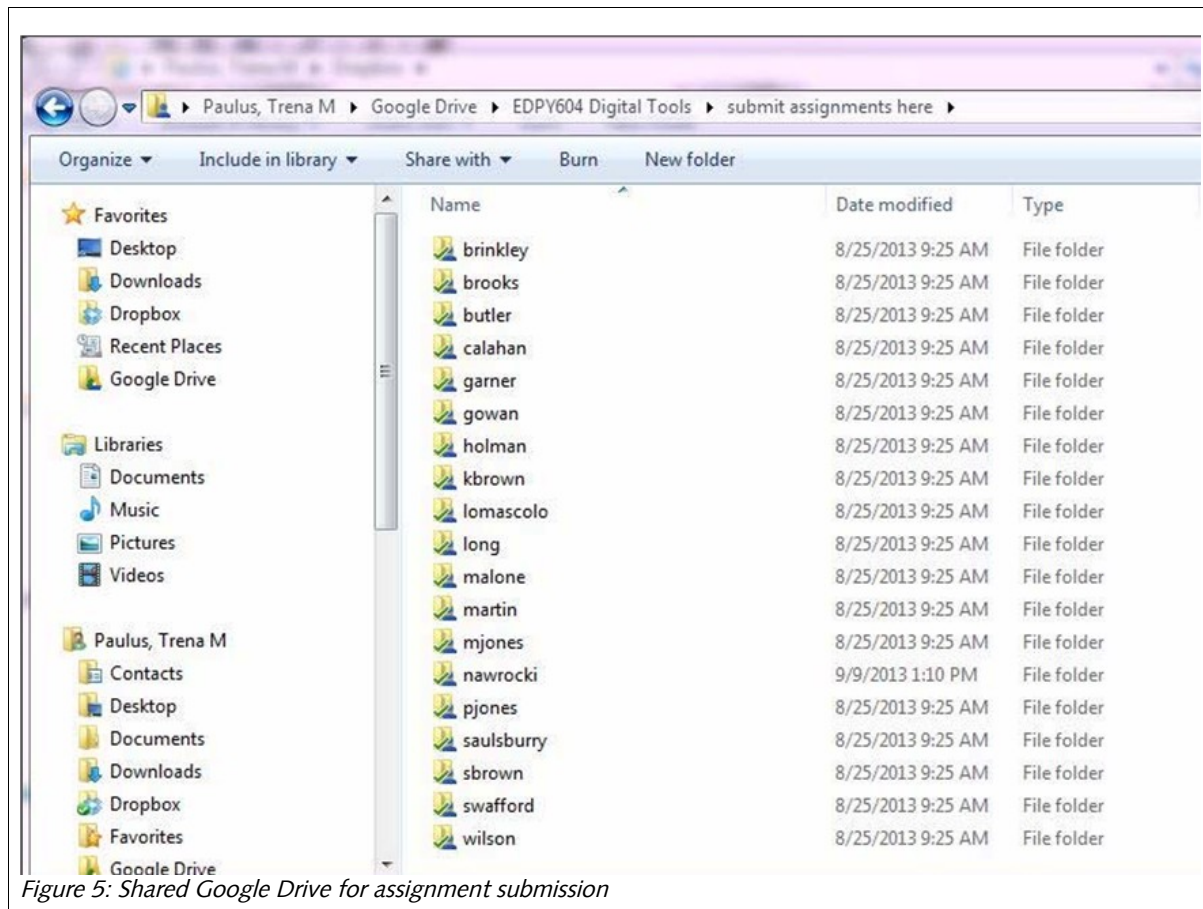 Paulus, Trena M Google Drive EDPY604 Digital Tools submit assignments here
Organize Include in library Share with Burn New folder
Favorites
Desktop
Downloads
Dropbox
Recent Places
Google Drive
Libraries
Documents
Music
Pictures
Videos
Paulus, Trena M
Contacts
Desktop
Documents
Downloads
Dropbox
Favorites
Google Drive
Name Date modified Type
brinkley 8/25/2013 9:25 AM File folder
brooks 8/25/2013 9:25 AM File folder
butler 8/25/2013 9:25 AM File folder
calahan 8/25/2013 9:25 AM File folder
garner 8/25/2013 9:25 AM File folder
gowan 8/25/2013 9:25 AM File folder
holman 8/25/2013 9:25 AM File folder
kbrown 8/25/2013 9:25 AM File folder
lomascolo 8/25/2013 9:25 AM File folder
long 8/25/2013 9:25 AM File folder
malone 8/25/2013 9:25 AM File folder
martin 8/25/2013 9:25 AM File folder
mjones 8/25/2013 9:25 AM File folder
nawrocki 9/9/2013 1:10 PM File folder
pjones 8/25/2013 9:25 AM File folder
saulsburry 8/25/2013 9:25 AM File folder
sbrown 8/25/2013 9:25 AM File folder
swafford 8/25/2013 9:25 AM File folder
wilson 8/25/2013 9:25 AM File folder
Figure 5: Shared Google Drive for assignment submission